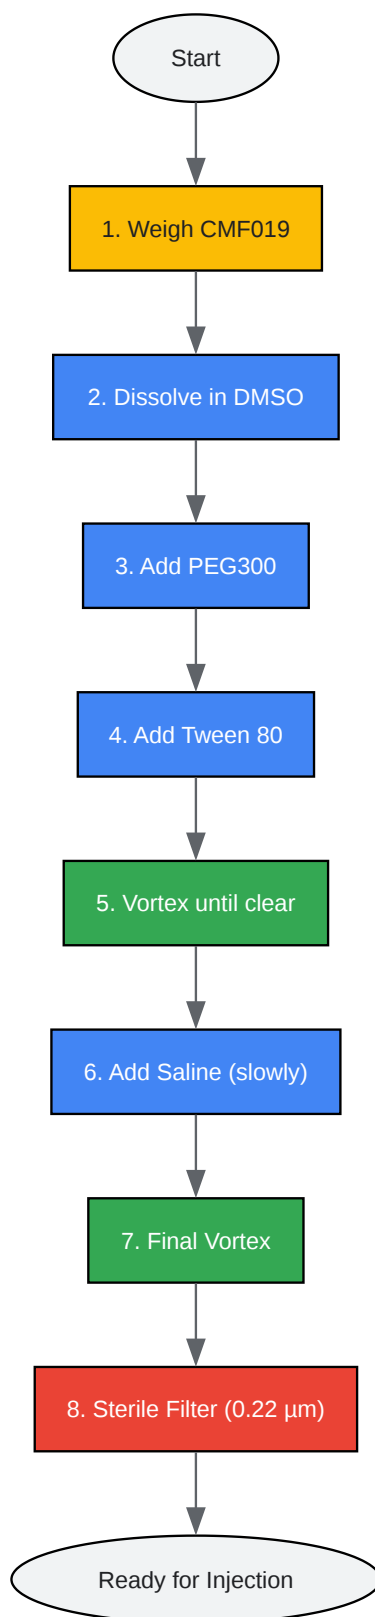 Start
1. Weigh CMF019
2. Dissolve in DMSO
3. Add PEG300
4. Add Tween 80
5. Vortex until clear
6. Add Saline (slowly)
7. Final Vortex
8. Sterile Filter (0.22 µm)
Ready for Injection